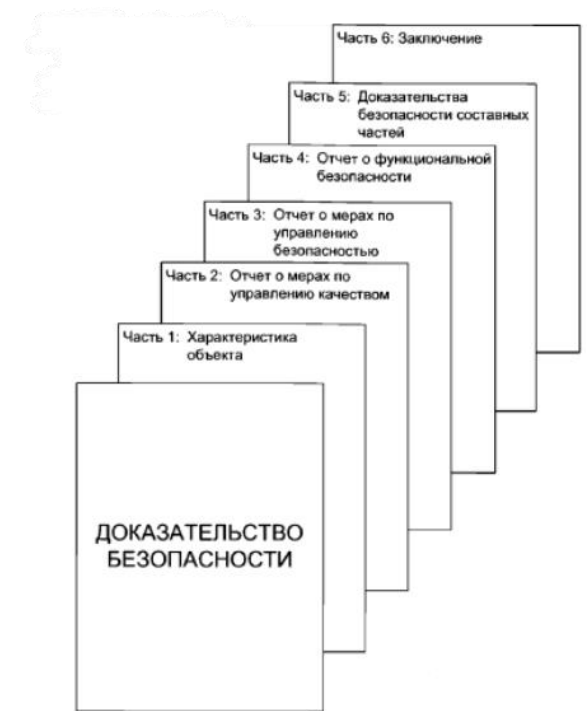 Часть 6: Заключение
Часть 5: Доказательства
безопасности составных
частей
Часть 4: Отчет о функциональной
безопасности
Часть 3: Отчет о мерах по
управлению
безопасностью
Часть 2: Отчет о мерах по
управлению качеством
Часть 1: Характеристика
объекта
ДОКАЗАТЕЛЬСТВО
БЕЗОПАСНОСТИ